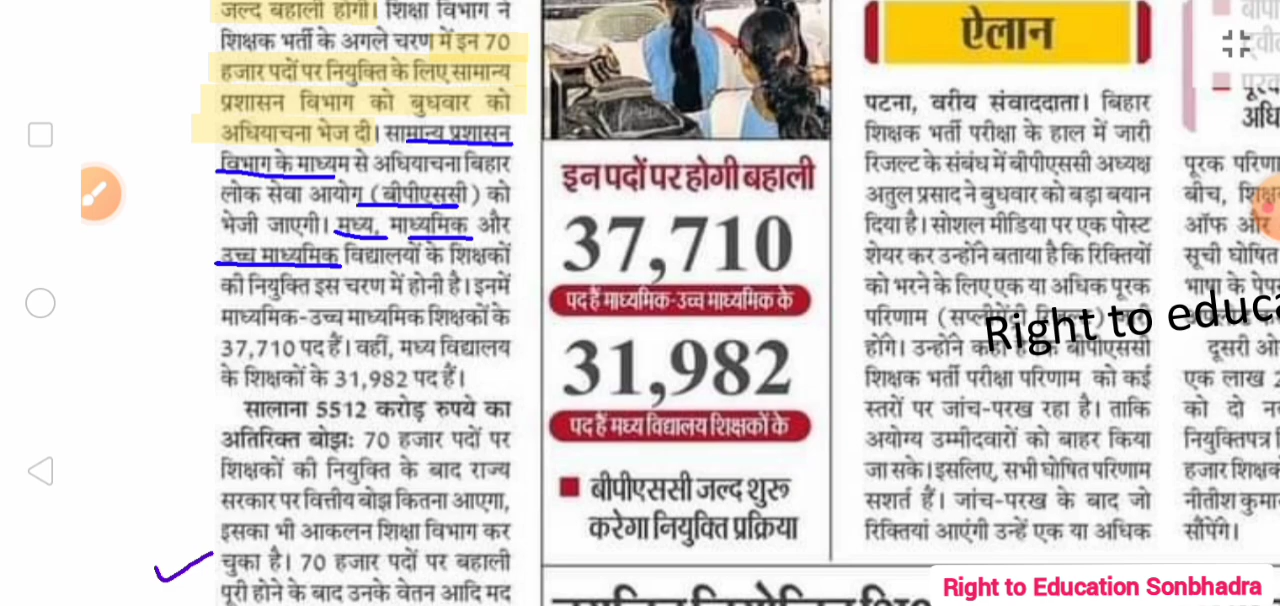 जल्द बहाली होगी। शिक्षा विभाग ने
शिक्षक भर्ती के अगले चरण में इन 70
हजार पदों पर नियुक्ति के लिए सामान्य
प्रशासन विभाग को बुधवार को
अधियाचना भेज दी। सामान्य प्रशासन
विभाग के माध्यम से अधियाचना बिहार
लोक सेवा आयोग (बीपीएससी) को
भेजी जाएगी। मध्य, माध्यमिक और
उच्च माध्यमिक विद्यालयों के शिक्षकों
की नियुक्ति इस चरण में होनी है। इनमें
माध्यमिक-उच्च माध्यमिक शिक्षकों के
37,710 पद हैं। वहीं, मध्य विद्यालय
के शिक्षकों के 31,982 पद हैं।
सालाना 5512 करोड़ रुपये का
अतिरिक्त बोझ: 70 हजार पदों पर
शिक्षकों की नियुक्ति के बाद राज्य
सरकार पर वित्तीय बोझ कितना आएगा,
इसका भी आकलन शिक्षा विभाग कर
चुका है। 70 हजार पदों पर बहाली
पूरी होने के बाद उनके वेतन आदि मद
इन पदों पर होगी बहाली
37,710
पद हैं माध्यमिक-उच्च माध्यमिक के
31,982
पद हैं मध्य विद्यालय शिक्षकों के
बीपीएससी जल्द शुरू
करेगा नियुक्ति प्रक्रिया
ऐलान
पटना, वरीय संवाददाता। बिहार
शिक्षक भर्ती परीक्षा के हाल में जारी
रिजल्ट के संबंध में बीपीएससी अध्यक्ष
अतुल प्रसाद ने बुधवार को बड़ा बयान
दिया है। सोशल मीडिया पर एक पोस्ट
शेयर कर उन्होंने बताया है कि रिक्तियों
को भरने के लिए एक या अधिक पूरक
परिणाम
होंगे। उन्होंने बीपीएससी
शिक्षक भर्ती परीक्षा परिणाम को कई
स्तरों पर जांच-परख रहा है। ताकि
अयोग्य उम्मीदवारों को बाहर किया
जा सके। इसलिए, सभी घोषित परिणाम
सशर्त हैं। जांच-परख के बाद जो
रिक्तियां आएंगी उन्हें एक या अधिक
पूरक
बीच,
ऑफ और
सूची घोषित
भाषा के
दूसरी
एक लाख
को दो
हजार
नीतीश
सौंपेंगे।
Right to
Right to Education Sonbhadra